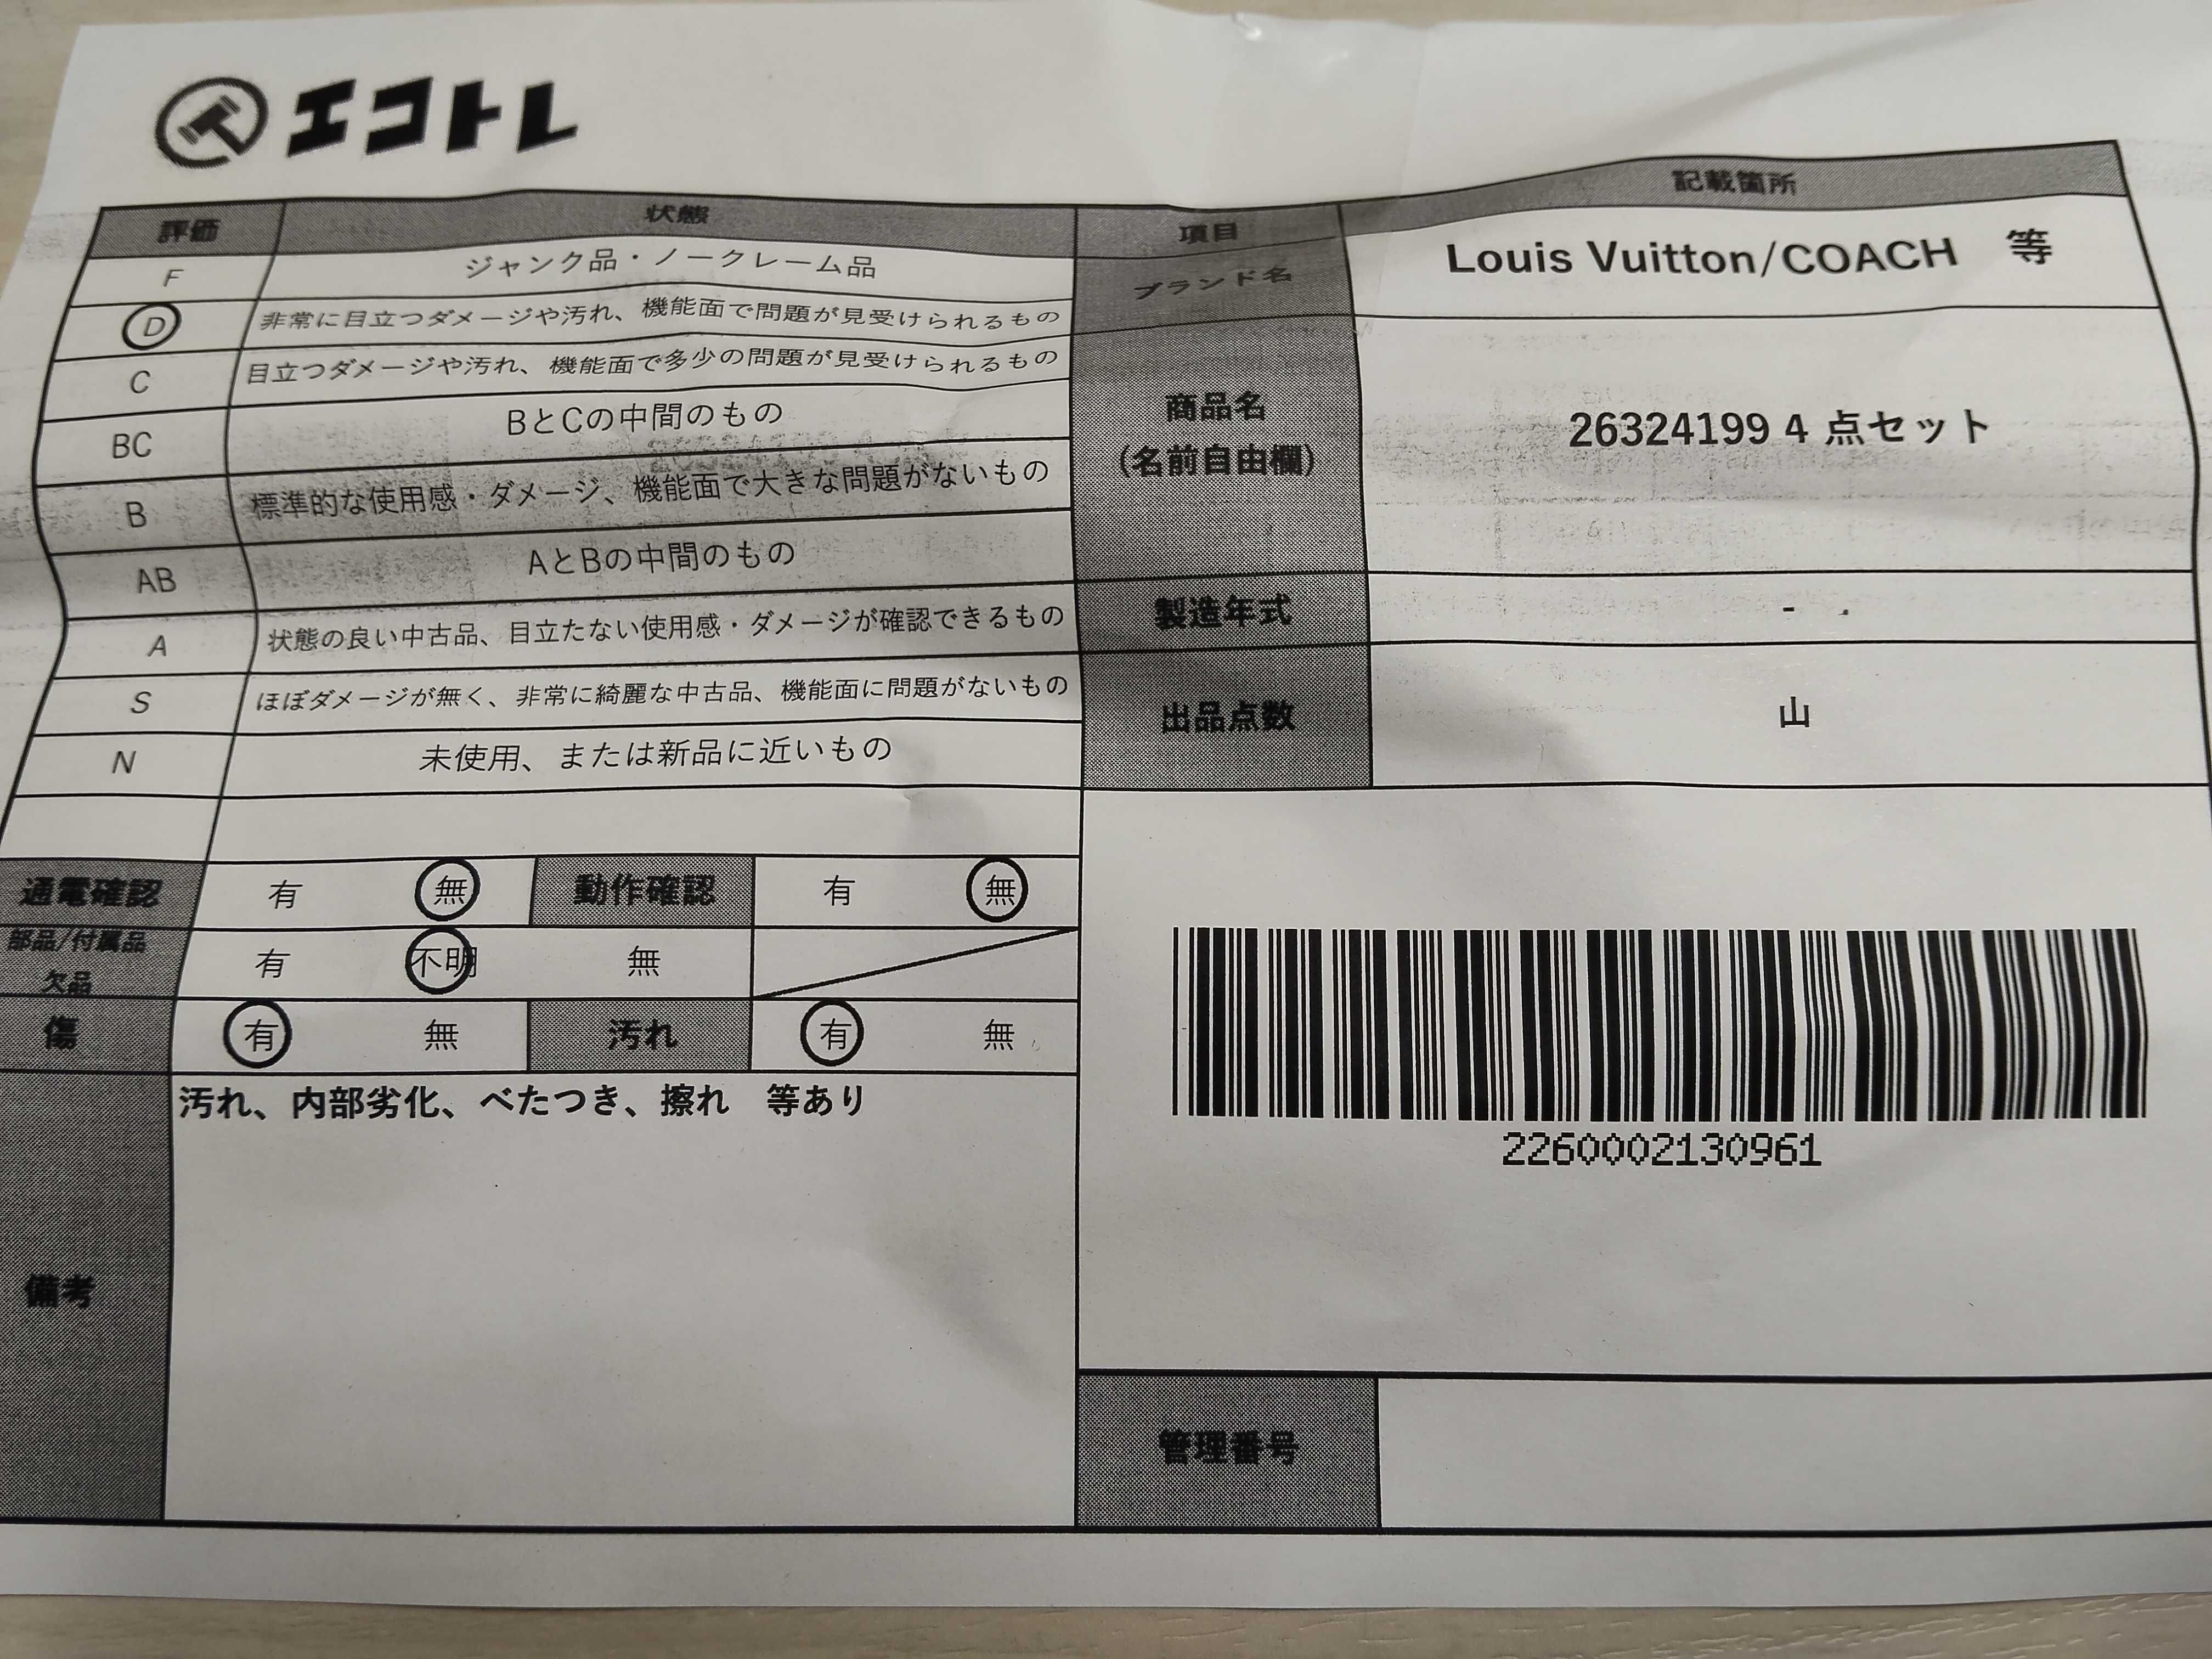 エコトレ
評価 状態
F ジャンク品・ノークレーム品
D 非常に目立つダメージや汚れ、機能面で問題が見受けられるもの
C 目立つダメージや汚れ、機能面で多少の問題が見受けられるもの
BC BとCの中間のもの
B 標準的な使用感・ダメージ、機能面で大きな問題がないもの
AB AとBの中間のもの
A 状態の良い中古品、目立たない使用感・ダメージが確認できるもの
S ほぼダメージが無く、非常に綺麗な中古品、機能面に問題がないもの
N 未使用、または新品に近いもの
通電確認 有 無 動作確認 有 無
部品/付属品
欠品 有 不明 無
傷 有 無 汚れ 有 無
備考 汚れ、内部劣化、べたつき、擦れ 等あり
項目 記載箇所
ブランド名 Louis Vuitton/COACH 等
商品名
(名前自由欄) 26324199 4 点セット
製造年式 -
出品点数 山
2260002130961
管理番号